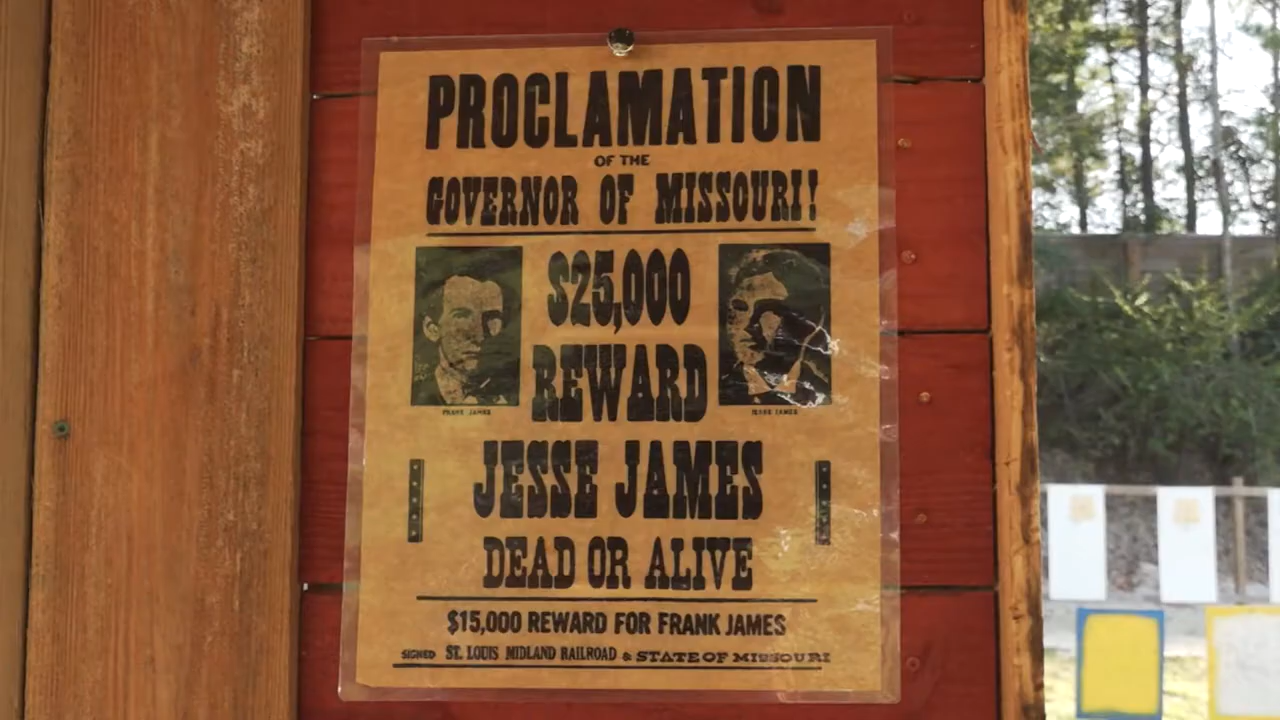 PROCLAMATION
OF THE
GOVERNOR OF MISSOURI!
$25,000
REWARD
FRANK JAMES
JAMES
JESSE JAMES
DEAD OR ALIVE
$15,000 REWARD FOR FRANK JAMES
SIGNED ST. LOUIS MIDLAND RAILROAD & STATE OF MISSOURI